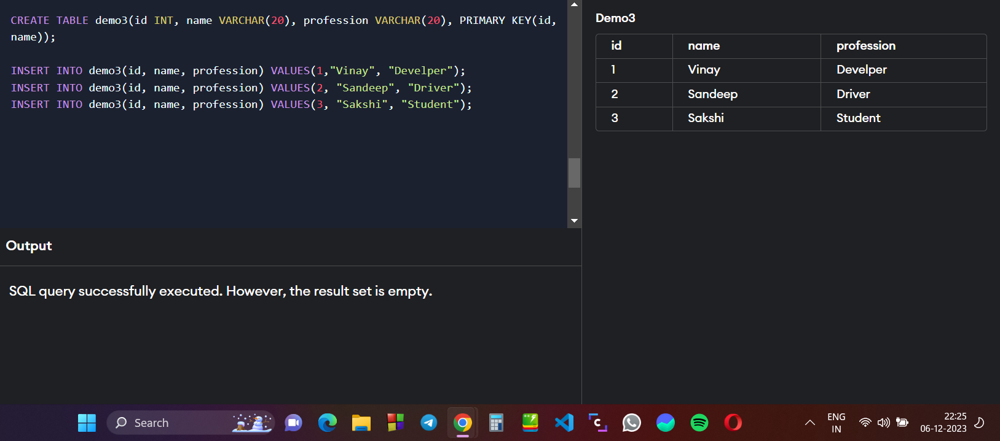 CREATE TABLE demo3(id INT, name VARCHAR(20), profession VARCHAR(20), PRIMARY KEY(id,
name));
INSERT INTO demo3(id, name, profession) VALUES(1,"Vinay", "Develper");
INSERT INTO demo3(id, name, profession) VALUES(2, "Sandeep", "Driver");
INSERT INTO demo3(id, name, profession) VALUES(3, "Sakshi", "Student");
Output
SQL query successfully executed. However, the result set is empty.
Demo3
id name profession
1 Vinay Develper
2 Sandeep Driver
3 Sakshi Student
Search
ENG
IN
22:25
06-12-2023